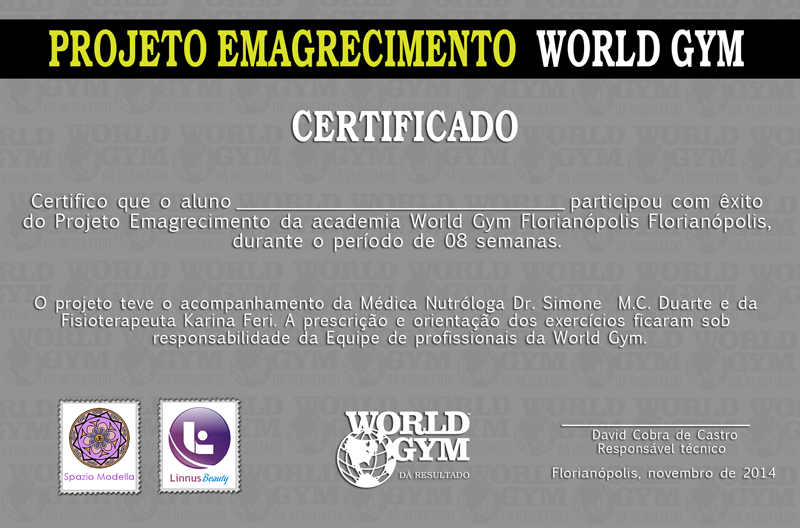 PROJETO EMAGRECIMENTO WORLD GYM
CERTIFICADO
Certifico que o aluno____________________________participou com êxito
do Projeto Emagrecimento da academia World Gym Florianópolis Florianópolis,
durante o período de 08 semanas.
O projeto teve o acompanhamento da Médica Nutróloga Dr. Simone M.C. Duarte e da
Fisioterapeuta Karina Feri. A prescrição e orientação dos exercícios ficaram sob
responsabilidade da Equipe de profissionais da World Gym.
Spazio Modella
Linnus Beauty
WORLD
GYM
DÁ RESULTADO
David Cobra de Castro
Responsável técnico
Florianópolis, novembro de 2014